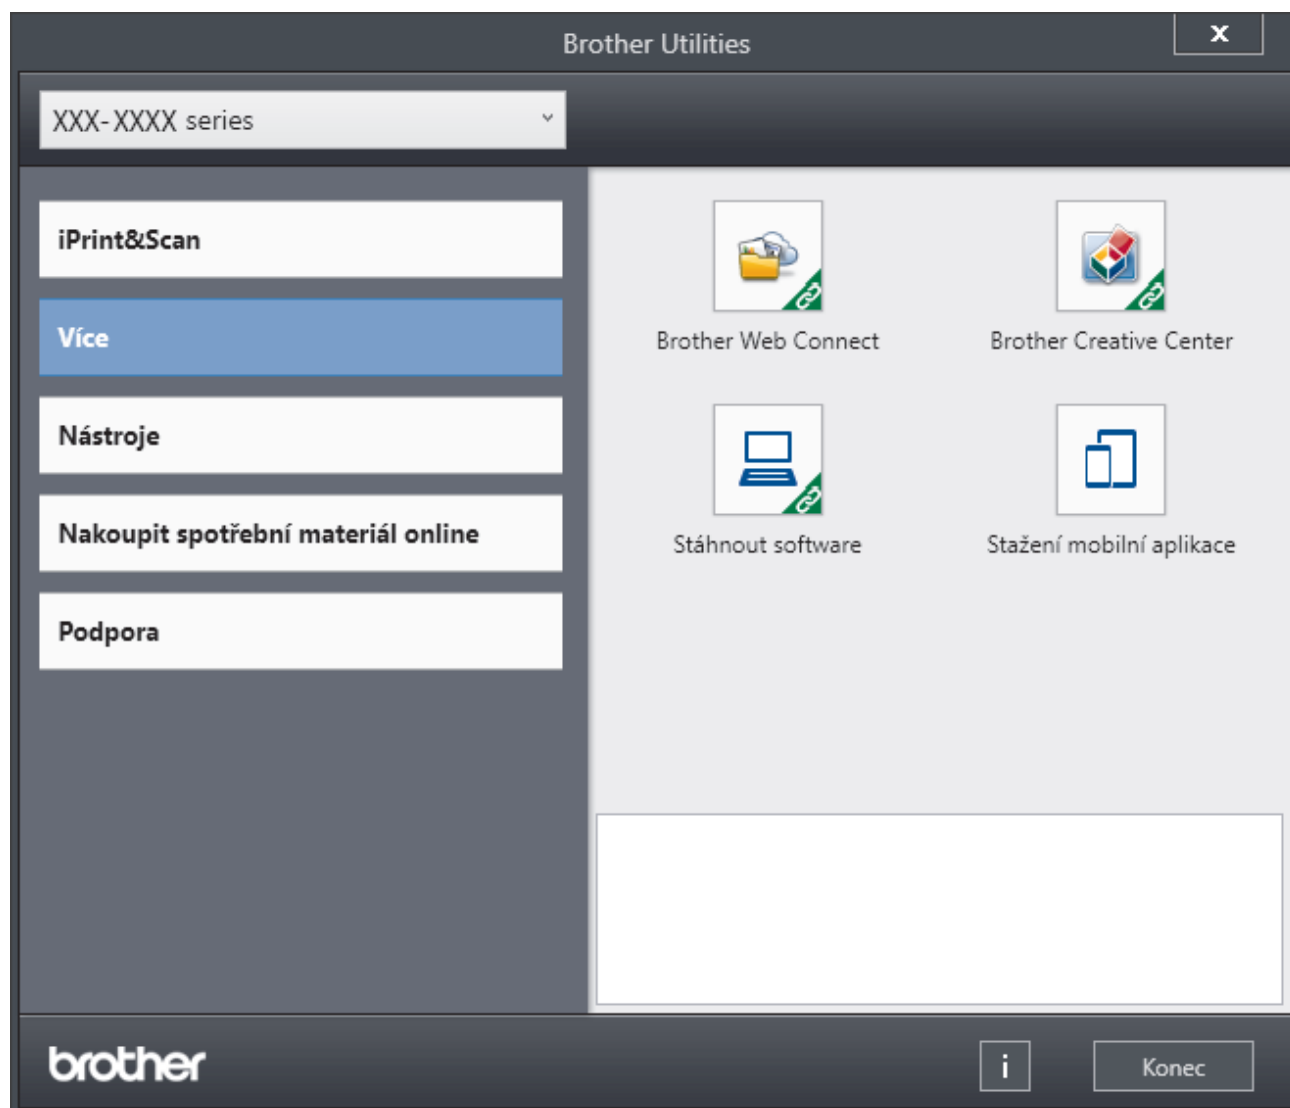 Brother Utilities
x
XXX-XXXX series
iPrint&Scan
Více
Nástroje
Nakoupit spotřební materiál online
Podpora
Brother Web Connect
Brother Creative Center
Stáhnout software
Stažení mobilní aplikace
brother
i
Konec